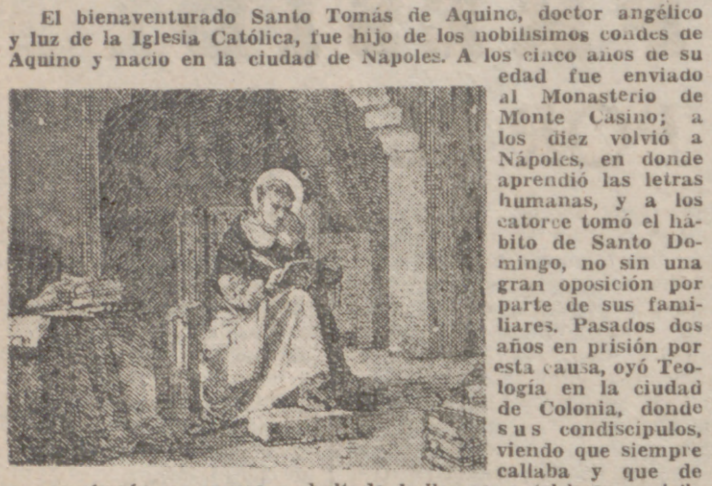 El bienaventurado Santo Tomás de Aquino, doctor angélico
y luz de la Iglesia Católica, fue hijo de los nobilísimos condes de
Aquino y nacio en la ciudad de Nápoles. A los cinco años de su
edad fue enviado
al Monasterio de
Monte Casino; a
los diez volvió a
Nápoles, en donde
aprendió las letras
humanas, y a los
catorce tomó el há-
bito de Santo Do-
mingo, no sin una
gran oposición por
parte de sus fami-
liares. Pasados dos
años en prisión por
esta causa, oyó Teo-
logía en la ciudad
de Colonia, donde
sus condiscipulos,
viendo que siempre
callaba y que de